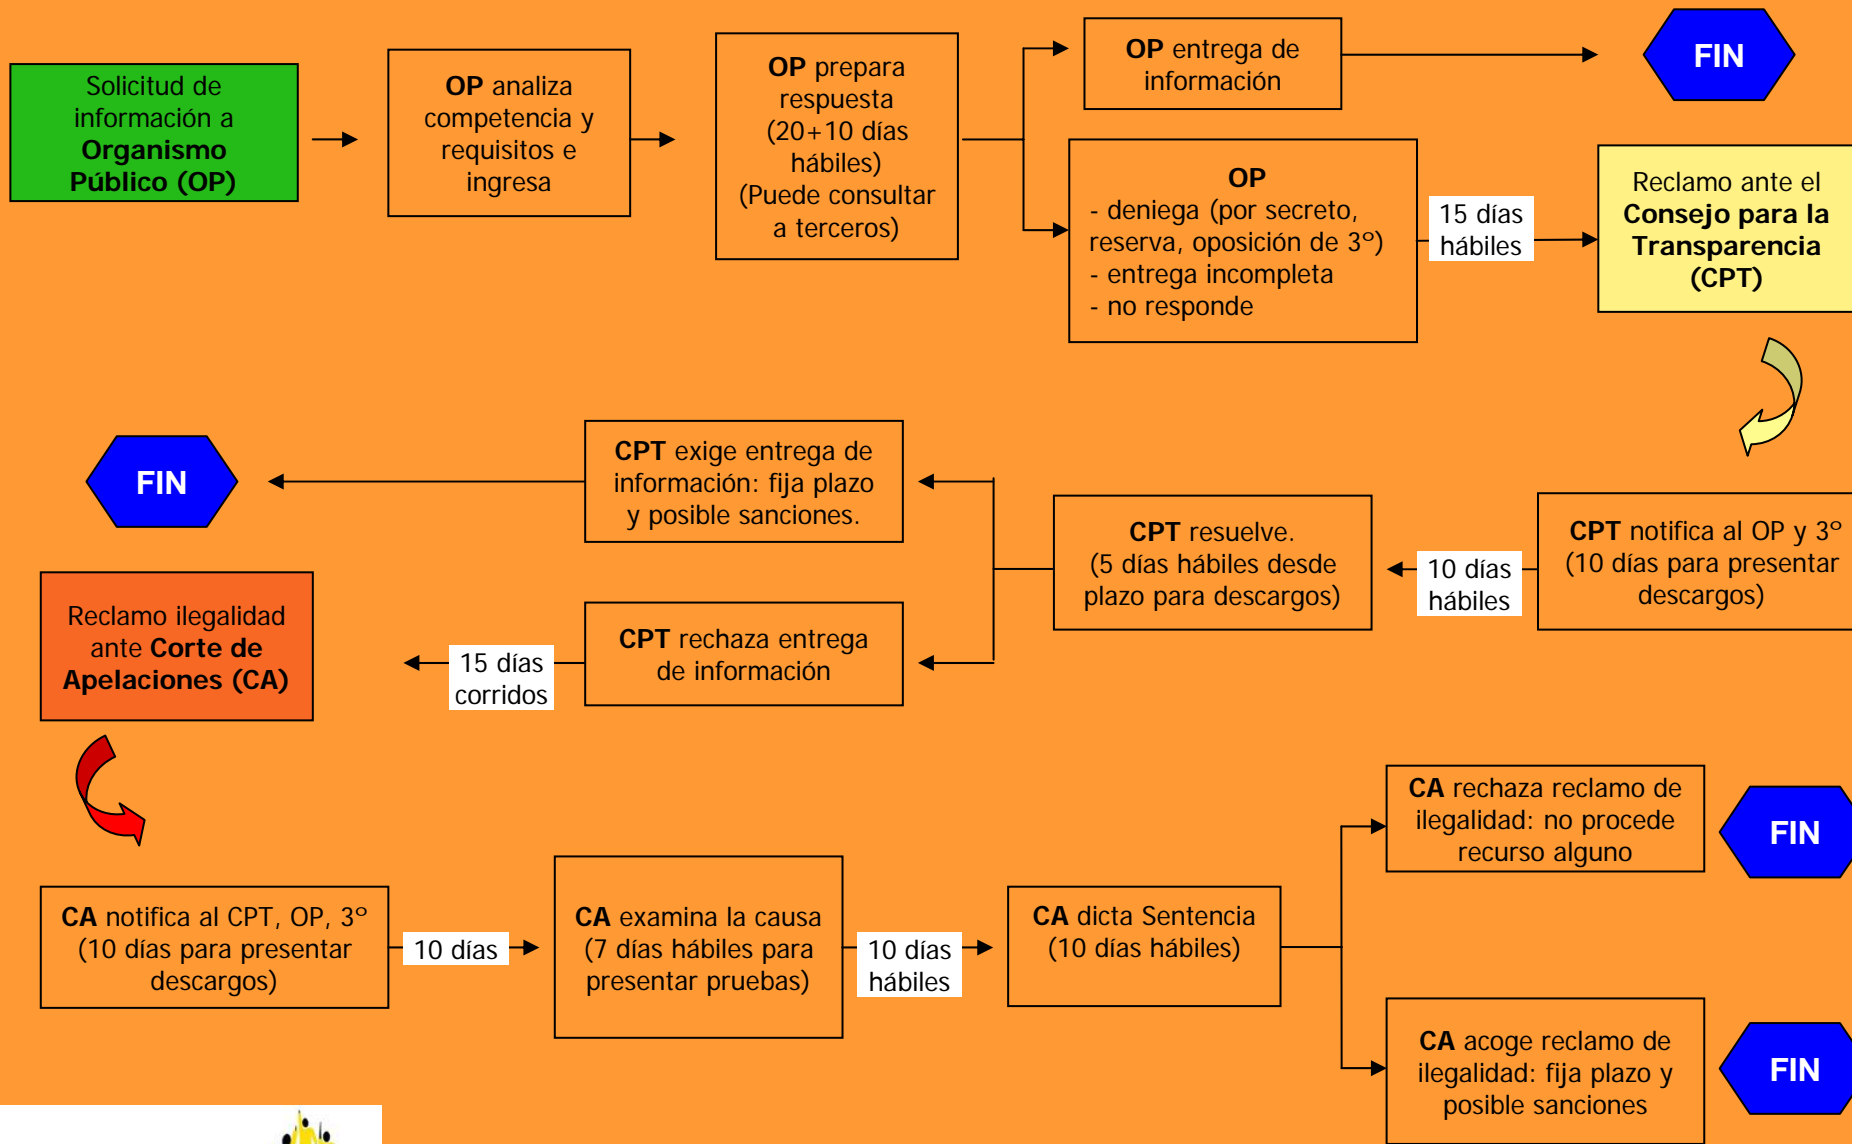 Solicitud de
información a
Organismo
Público (OP)
OP analiza
competencia y
requisitos e
ingresa
OP prepara
respuesta
(20+10 días
hábiles)
(Puede consultar
a terceros)
OP entrega de
información
FIN
OP
- deniega (por secreto,
reserva, oposición de 3º)
- entrega incompleta
- no responde
15 días
hábiles
Reclamo ante el
Consejo para la
Transparencia
(CPT)
CPT notifica al OP y 3º
(10 días para presentar
descargos)
10 días
hábiles
CPT resuelve.
(5 días hábiles desde
plazo para descargos)
CPT exige entrega de
información: fija plazo
y posible sanciones.
FIN
CPT rechaza entrega
de información
15 días
corridos
Reclamo ilegalidad
ante Corte de
Apelaciones (CA)
CA notifica al CPT, OP, 3º
(10 días para presentar
descargos)
10 días
CA examina la causa
(7 días hábiles para
presentar pruebas)
10 días
hábiles
CA dicta Sentencia
(10 días hábiles)
CA rechaza reclamo de
ilegalidad: no procede
recurso alguno
FIN
CA acoge reclamo de
ilegalidad: fija plazo y
posible sanciones
FIN